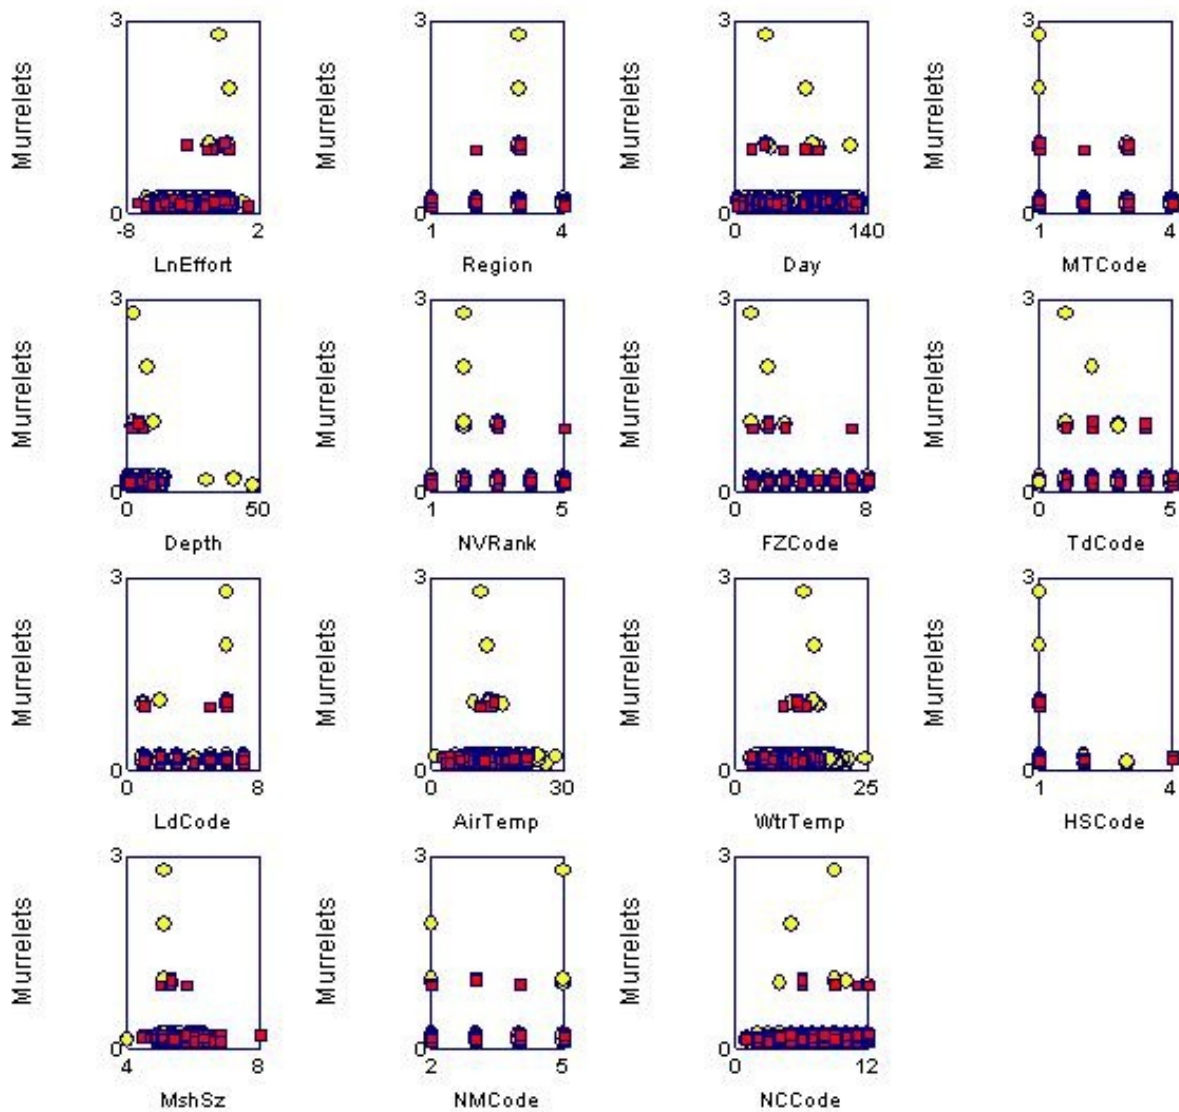 3 3 3 3
Murrelets Murrelets Murrelets Murrelets
0 0 0 0
-8 2 1 4 0 140 1 4
LnEffort Region Day MTCode
3 3 3 3
Murrelets Murrelets Murrelets Murrelets
0 0 0 0
0 50 1 5 0 8 0 5
Depth NVRank FZCode TdCode
3 3 3 3
Murrelets Murrelets Murrelets Murrelets
0 0 0 0
0 8 0 30 0 25 1 4
LdCode AirTemp WtrTemp HSCode
3 3 3
Murrelets Murrelets Murrelets
0 0 0
4 8 2 5 0 12
MshSz NMCode NCCode